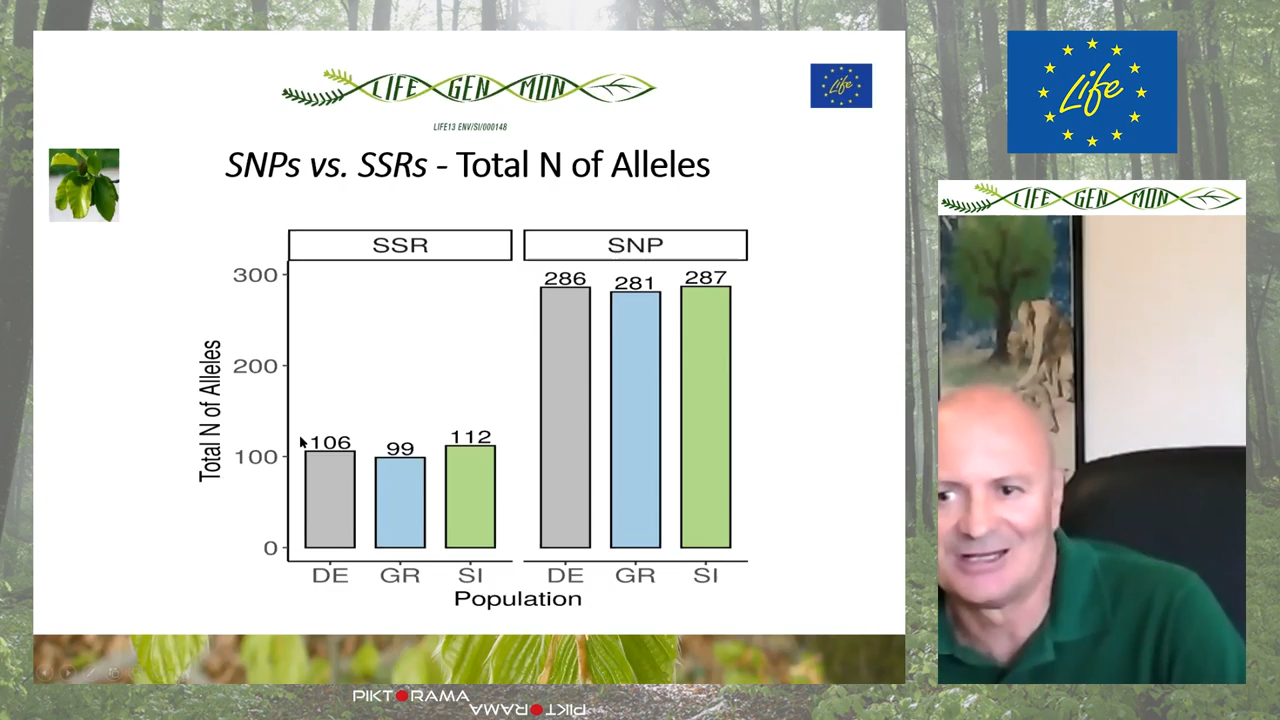 LIFE GEN MON
LIFE13 ENV/SI/000148
Life
SNPs vs. SSRs - Total N of Alleles
SSR
SNP
Total N of Alleles
300
200
100
0
106
99
112
286
281
287
DE
GR
SI
DE
GR
SI
Population
Life
LIFE GEN MON
PIKTORAMA
PIKTORAMA